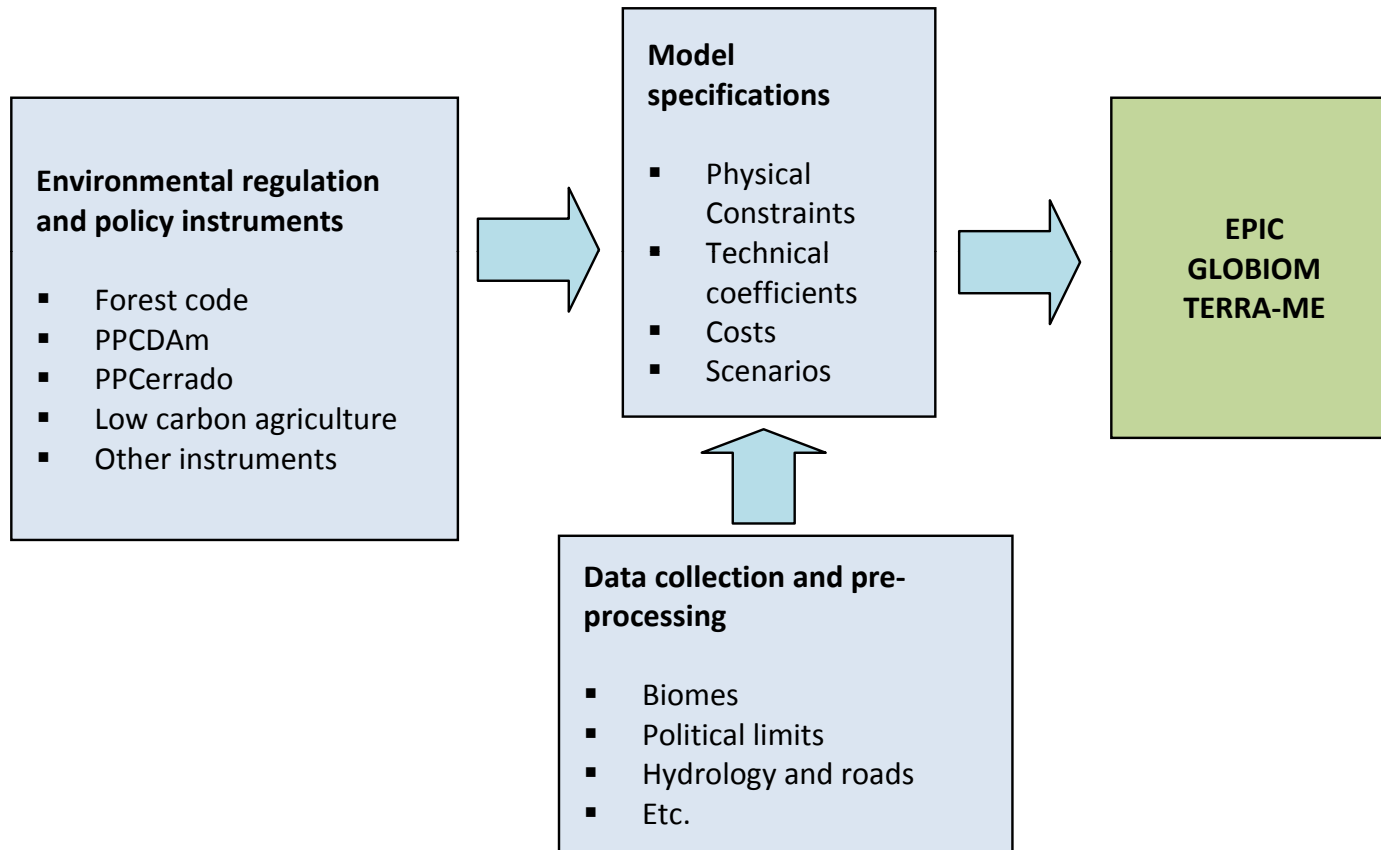 Environmental regulation
and policy instruments
▪ Forest code
▪ PPCDAm
▪ PPCerrado
▪ Low carbon agriculture
▪ Other instruments
Model
specifications
▪ Physical
Constraints
▪ Technical
coefficients
▪ Costs
▪ Scenarios
EPIC
GLOBIOM
TERRA-ME
Data collection and pre-
processing
▪ Biomes
▪ Political limits
▪ Hydrology and roads
▪ Etc.